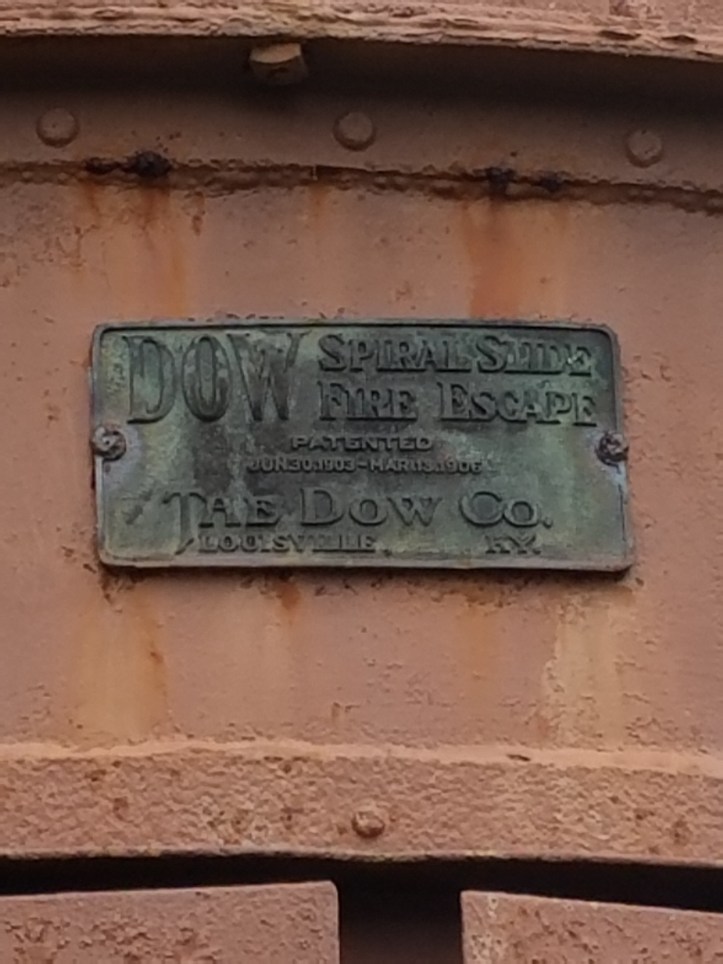 DOW SPIRAL SLIDE
FIRE ESCAPE
PATENTED
JUN.30.1903-MAR.13.1906
THE DOW CO.
LOUISVILLE, KY.